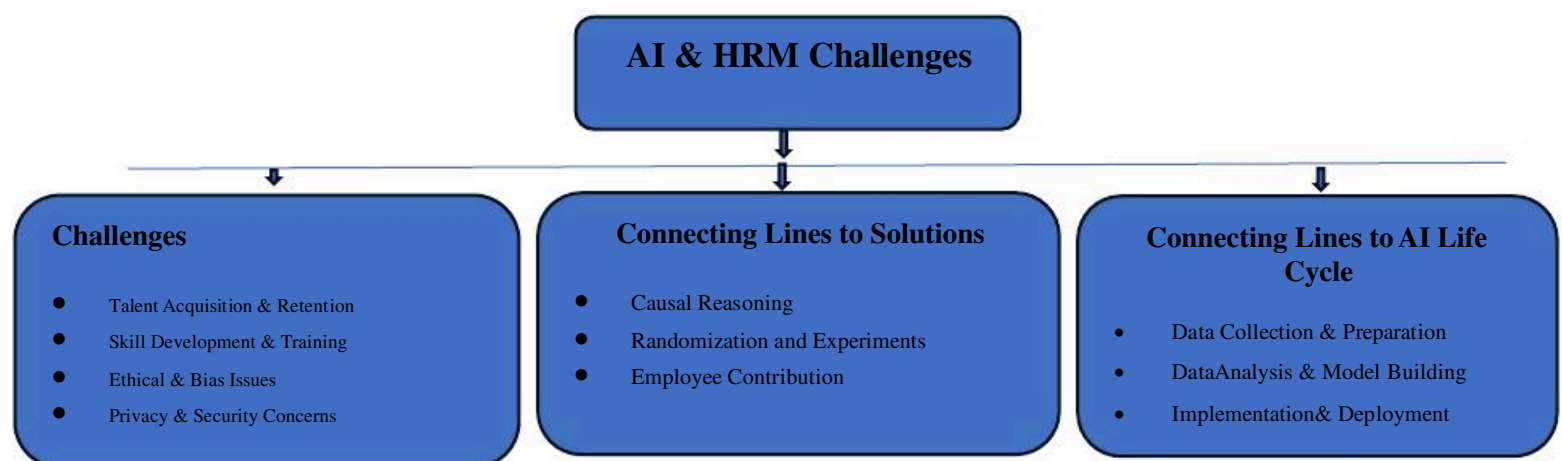 AI & HRM Challenges
Challenges
Talent Acquisition & Retention
Skill Development & Training
Ethical & Bias Issues
Privacy & Security Concerns
Connecting Lines to Solutions
Causal Reasoning
Randomization and Experiments
Employee Contribution
Connecting Lines to AI Life
Cycle
Data Collection & Preparation
DataAnalysis & Model Building
Implementation& Deployment